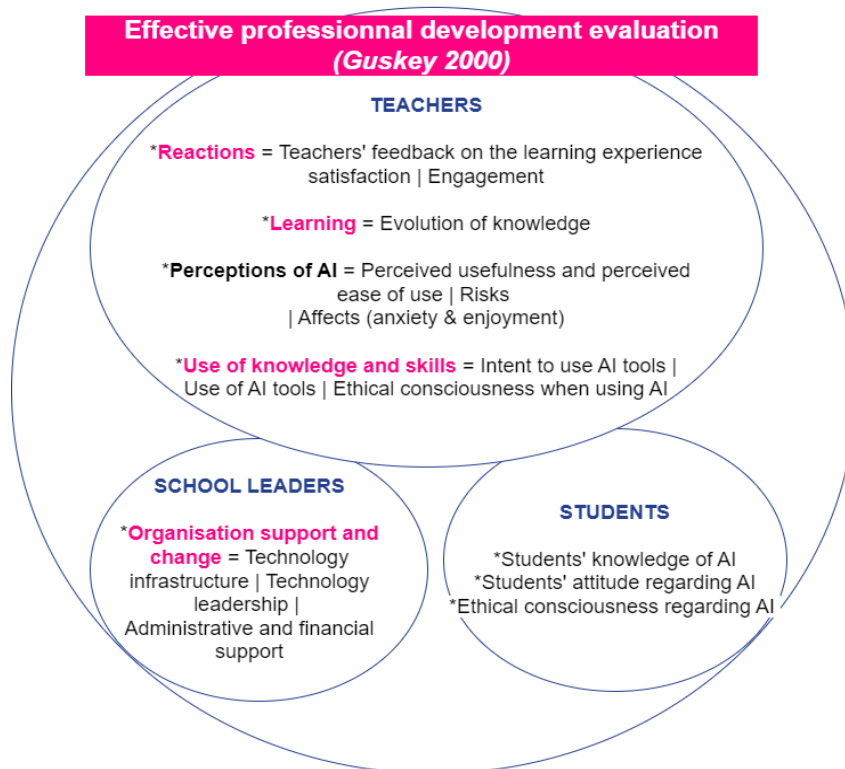 Effective professionnal development evaluation
(Guskey 2000)
TEACHERS
*Reactions = Teachers' feedback on the learning experience
satisfaction | Engagement
*Learning = Evolution of knowledge
*Perceptions of AI = Perceived usefulness and perceived
ease of use | Risks
| Affects (anxiety & enjoyment)
*Use of knowledge and skills = Intent to use AI tools |
Use of AI tools | Ethical consciousness when using AI
SCHOOL LEADERS
*Organisation support and
change = Technology
infrastructure | Technology
leadership |
Administrative and financial
support
STUDENTS
*Students' knowledge of AI
*Students' attitude regarding AI
*Ethical consciousness regarding AI